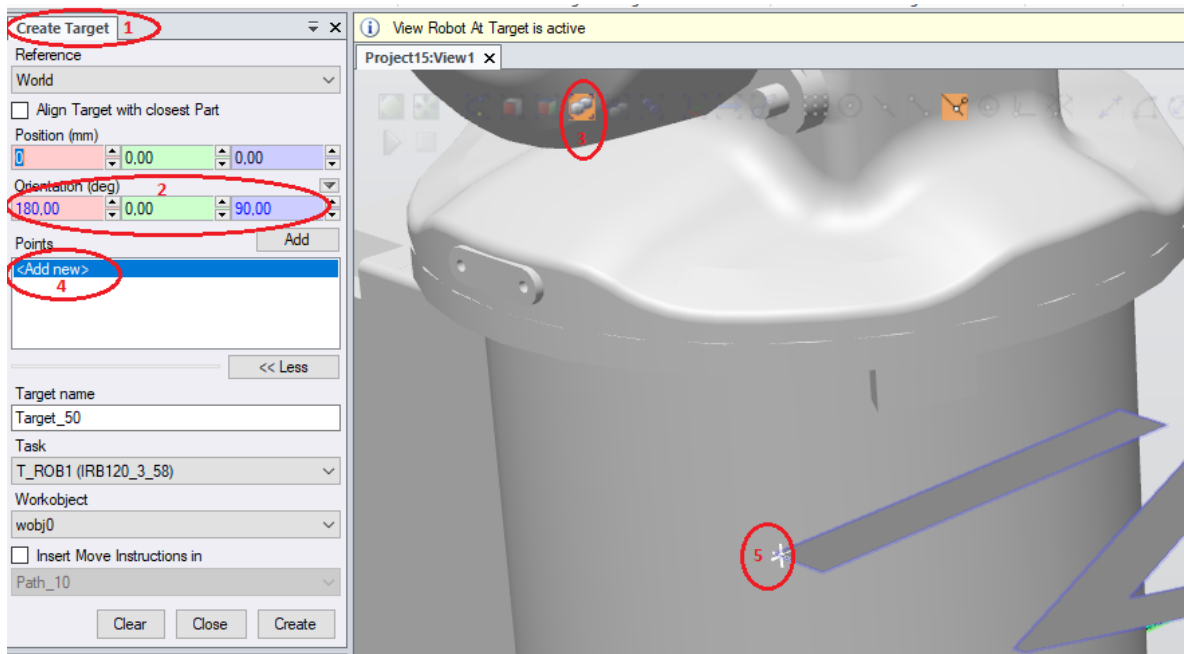 Create Target 1
Reference
World
Align Target with closest Part
Position (mm)
0 0,00 0,00
Orientation (deg) 2
180,00 0,00 90,00
Points Add
<Add new>
4
<< Less
Target name
Target_50
Task
T_ROB1 (IRB120_3_58)
Workobject
wobj0
Insert Move Instructions in
Path_10
Clear Close Create
View Robot At Target is active
Project15:View1
3
5